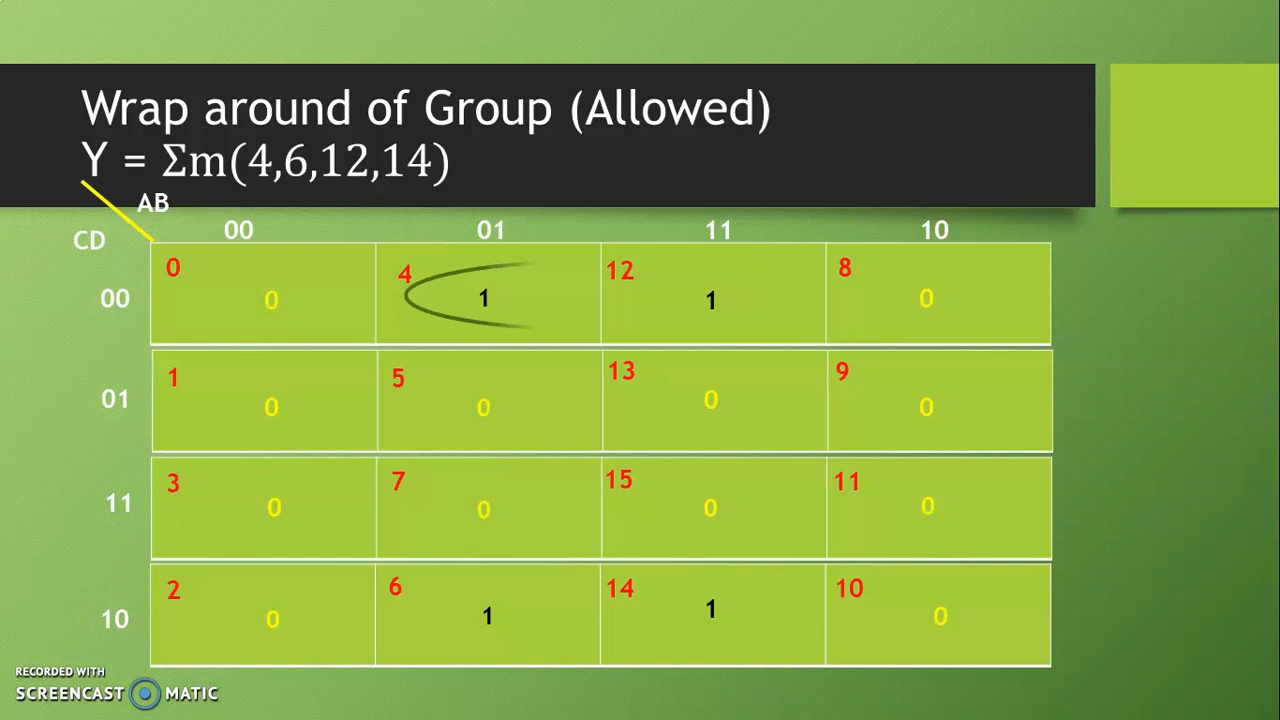 Wrap around of Group (Allowed)
Y = Σm(4,6,12,14)
AB
CD
00 01 11 10
0 4 12 8
00 0 1 1 0
1 5 13 9
01 0 0 0 0
3 7 15 11
11 0 0 0 0
2 6 14 10
10 0 1 1 0
RECORDED WITH
SCREENCAST MATIC